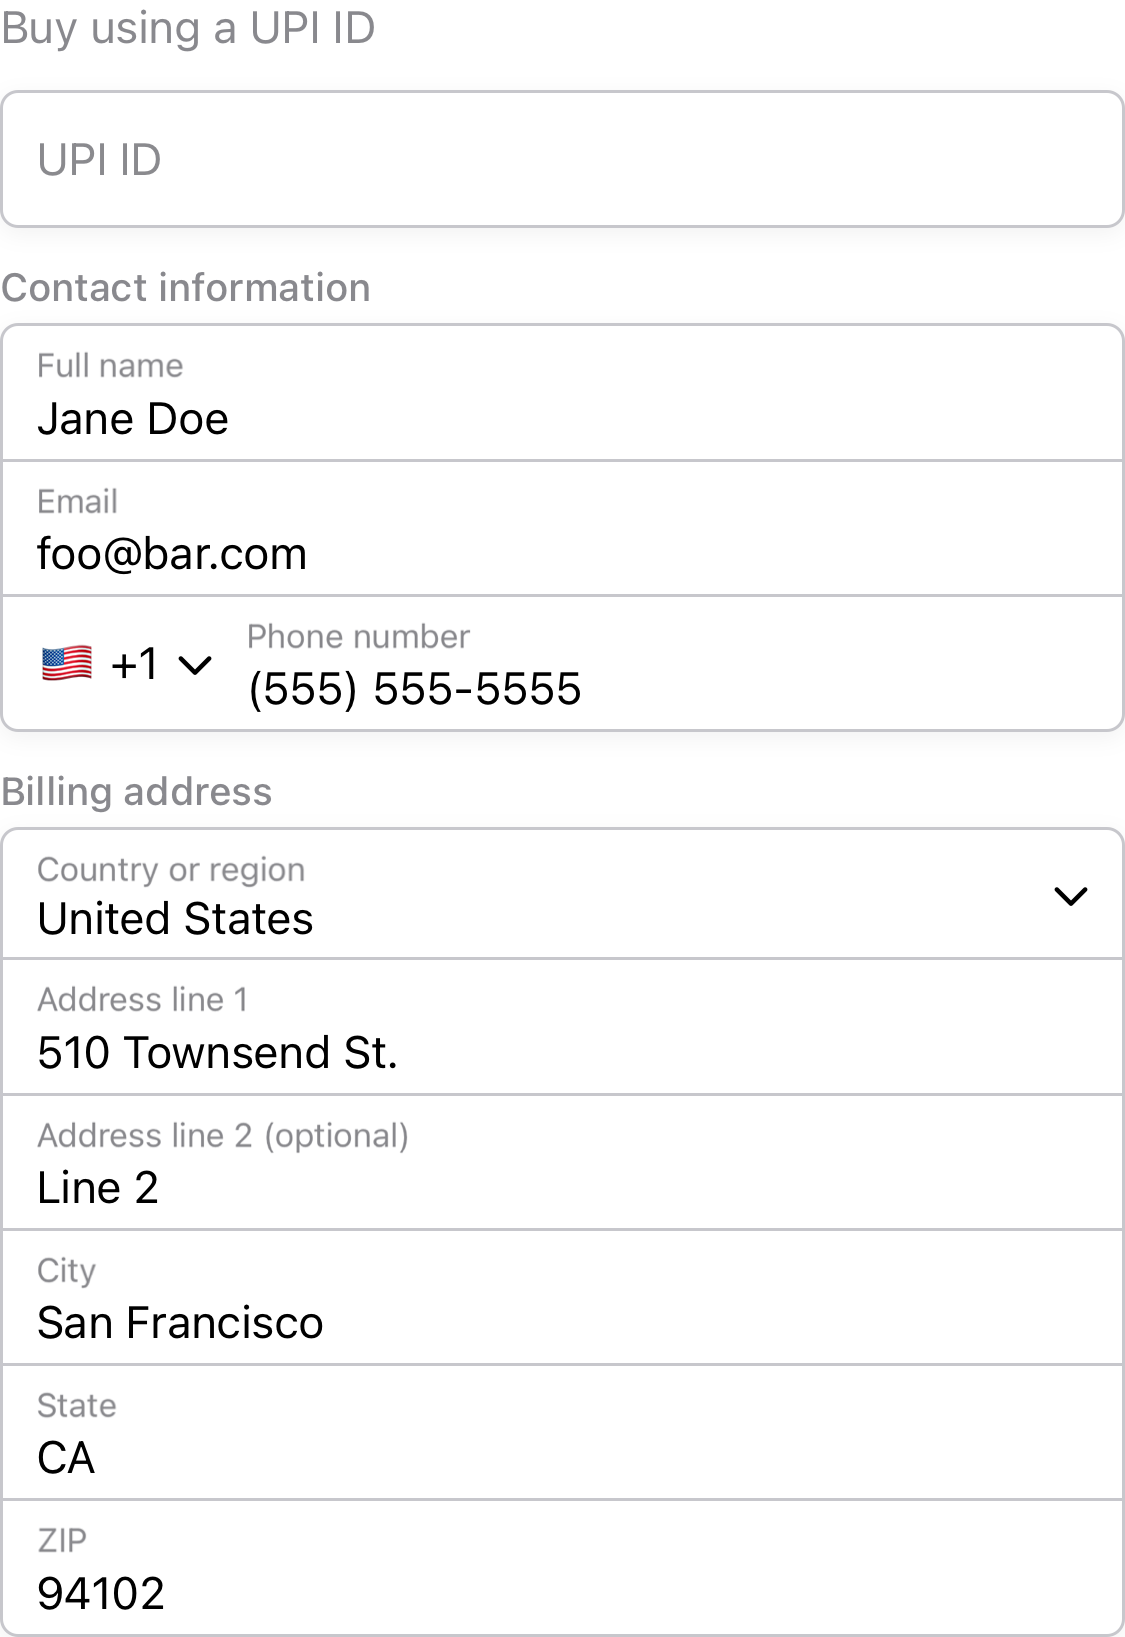 Buy using a UPI ID
UPI ID
Contact information
Full name
Jane Doe
Email
foo@bar.com
Phone number
+1 (555) 555-5555
Billing address
Country or region
United States
Address line 1
510 Townsend St.
Address line 2 (optional)
Line 2
City
San Francisco
State
CA
ZIP
94102